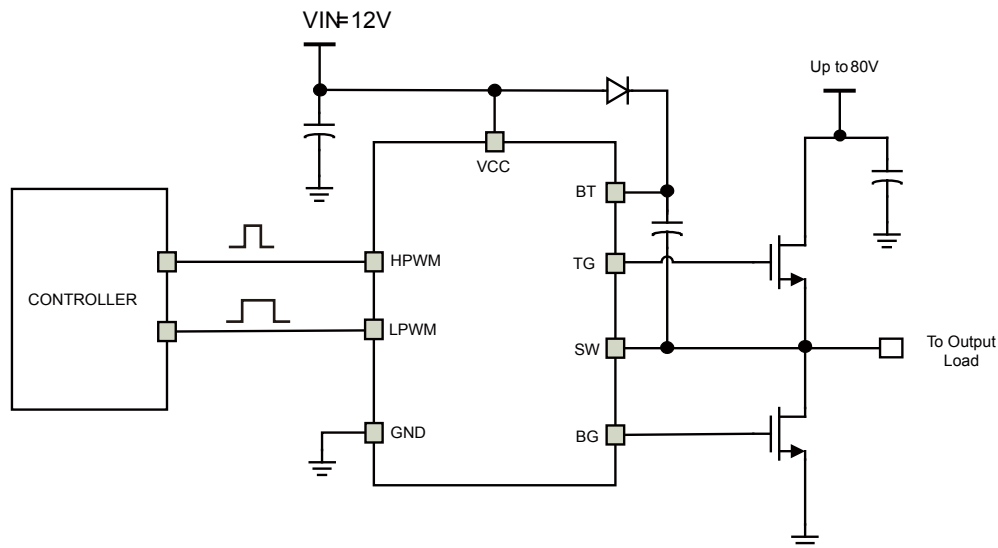 VIN=12V
Up to 80V
VCC
BT
HPWM
TG
CONTROLLER
LPWM
SW
To Output
Load
GND
BG